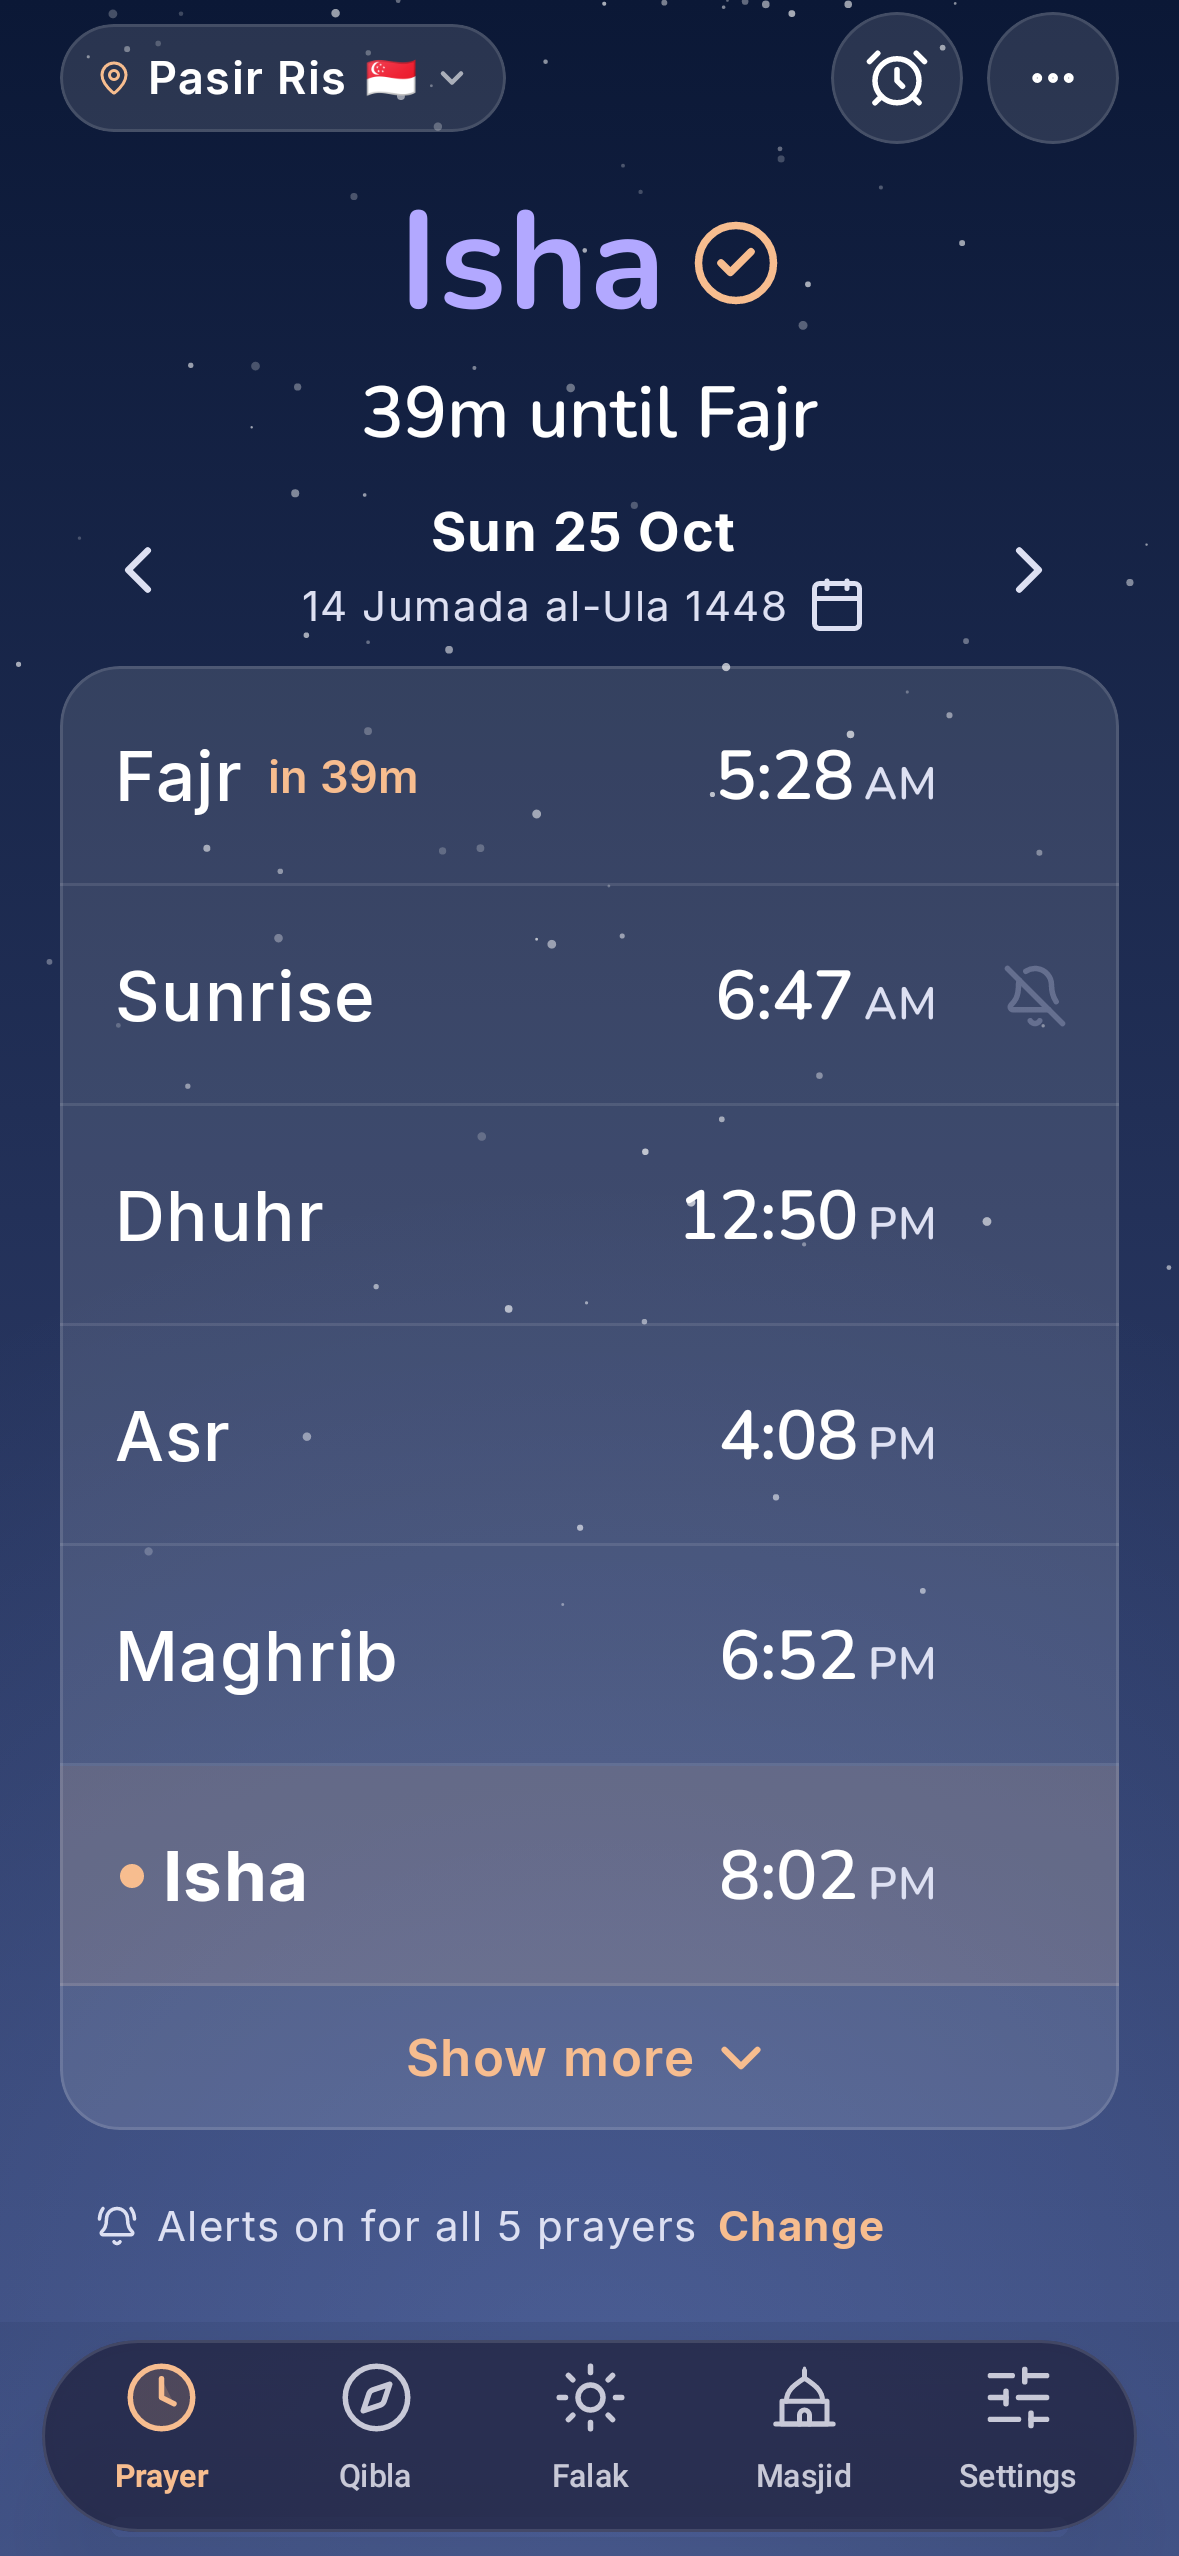 Pasir Ris 🇸🇬
Isha
39m until Fajr
Sun 25 Oct
14 Jumada al-Ula 1448
Fajr in 39m 5:28 AM
Sunrise 6:47 AM
Dhuhr 12:50 PM
Asr 4:08 PM
Maghrib 6:52 PM
Isha 8:02 PM
Show more
Alerts on for all 5 prayers Change
Prayer Qibla Falak Masjid Settings